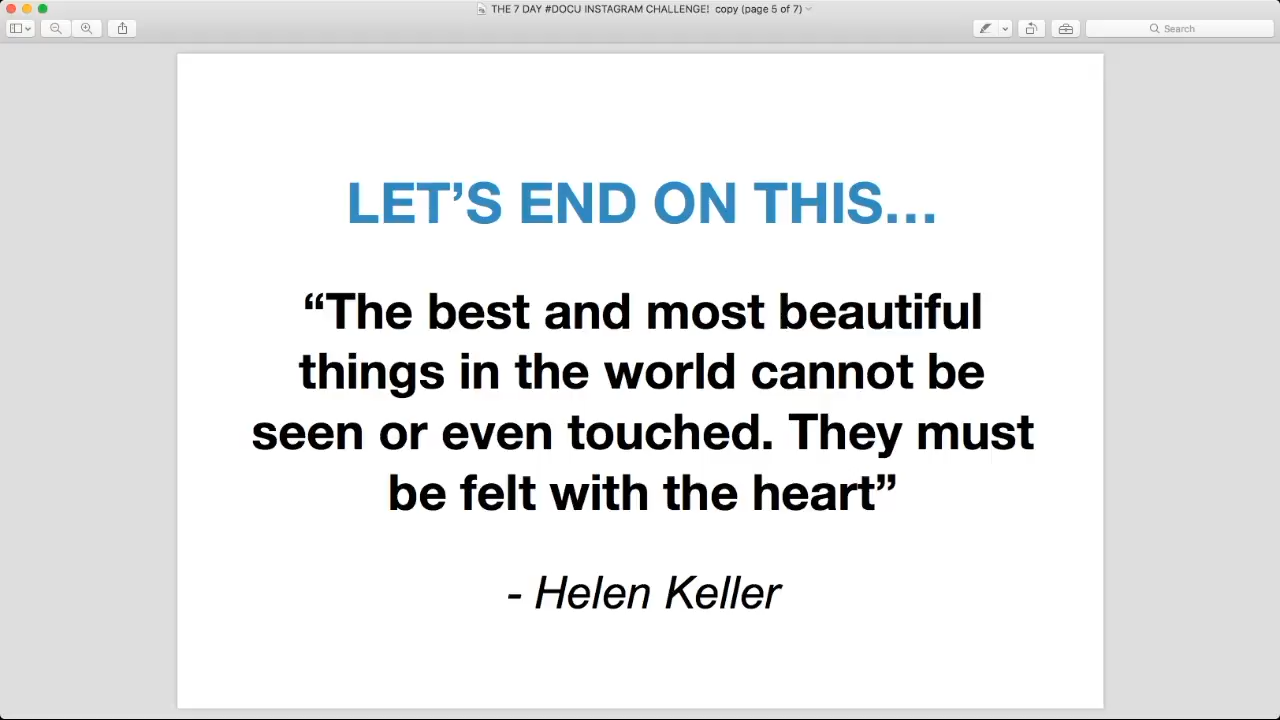 THE 7 DAY #DOCU INSTAGRAM CHALLENGE!  copy (page 5 of 7)
Search
LET’S END ON THIS…
“The best and most beautiful
things in the world cannot be
seen or even touched. They must
be felt with the heart”
- Helen Keller